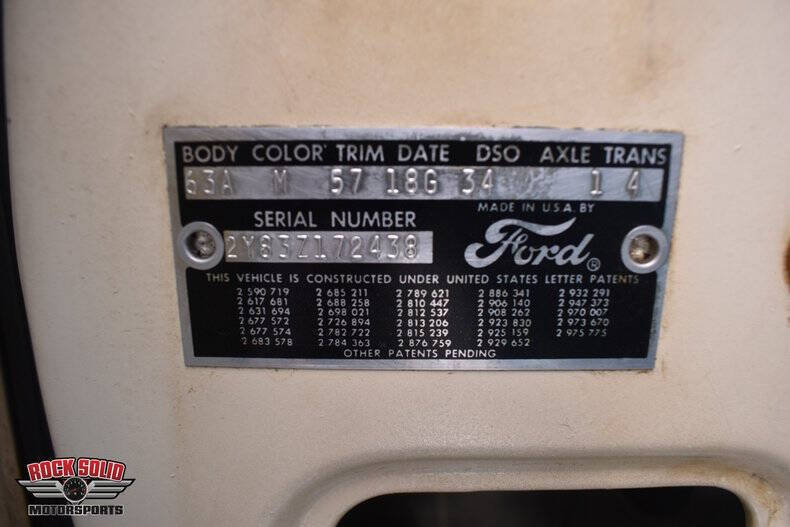 BODY COLOR TRIM DATE DSO AXLE TRANS
63A M 57 18G 34 1 4
SERIAL NUMBER
2Y83Z172438
MADE IN U.S.A. BY
Ford ®
THIS VEHICLE IS CONSTRUCTED UNDER UNITED STATES LETTER PATENTS
2 590 719 2 685 211 2 789 621 2 886 341 2 932 291
2 617 681 2 688 258 2 810 447 2 906 140 2 947 373
2 631 694 2 698 021 2 812 537 2 908 262 2 970 007
2 677 572 2 726 894 2 813 206 2 923 830 2 973 670
2 677 574 2 782 722 2 815 239 2 925 159 2 975 775
2 683 578 2 784 363 2 876 759 2 929 652
OTHER PATENTS PENDING
ROCK SOLID
MOTORSPORTS